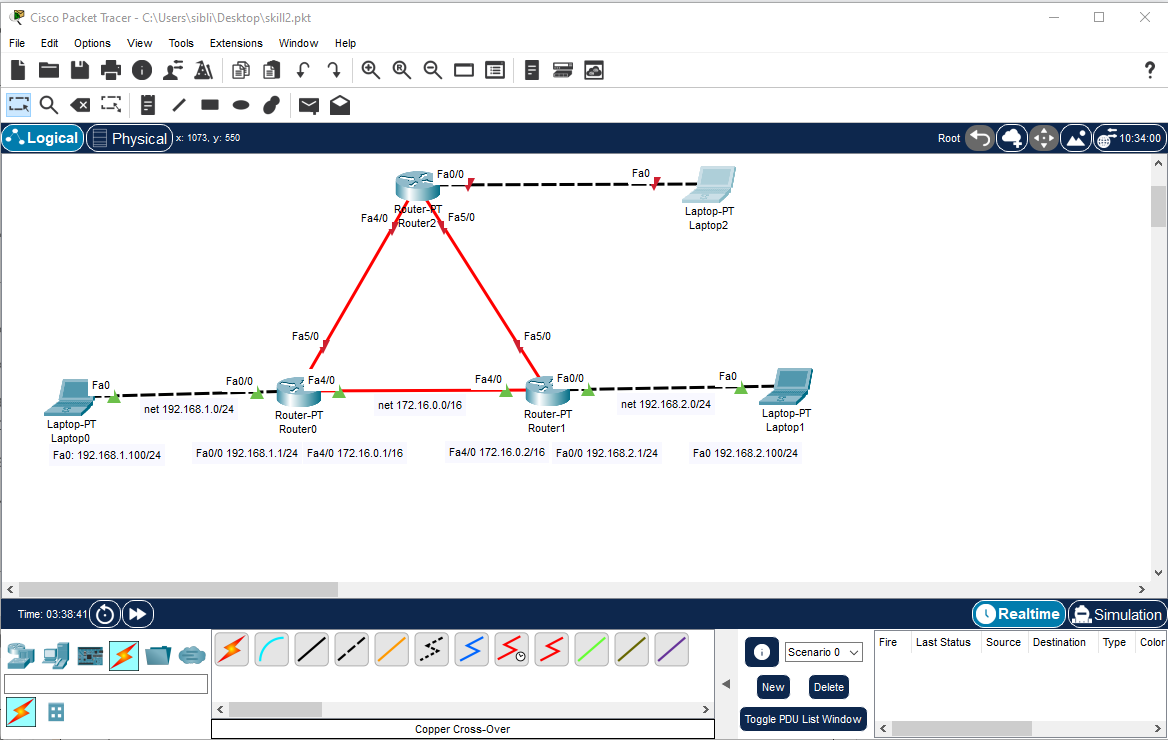 Cisco Packet Tracer - C:\Users\sibli\Desktop\skill2.pkt
File Edit Options View Tools Extensions Window Help
?
Logical Physical x: 1073, y: 550 Root 10:34:00
Fa0/0 Fa0
Router-PT
Router2
Laptop-PT
Laptop2
Fa4/0 Fa5/0
Fa5/0 Fa5/0
Fa0 Fa0/0 Fa4/0 Fa4/0 Fa0/0 Fa0
net 192.168.1.0/24 net 172.16.0.0/16 net 192.168.2.0/24
Laptop-PT
Laptop0
Router-PT
Router0
Router-PT
Router1
Laptop-PT
Laptop1
Fa0: 192.168.1.100/24 Fa0/0 192.168.1.1/24 Fa4/0 172.16.0.1/16 Fa4/0 172.16.0.2/16 Fa0/0 192.168.2.1/24 Fa0 192.168.2.100/24
Time: 03:38:41 Realtime Simulation
Scenario 0
New Delete
Toggle PDU List Window
Fire Last Status Source Destination Type Color
Copper Cross-Over